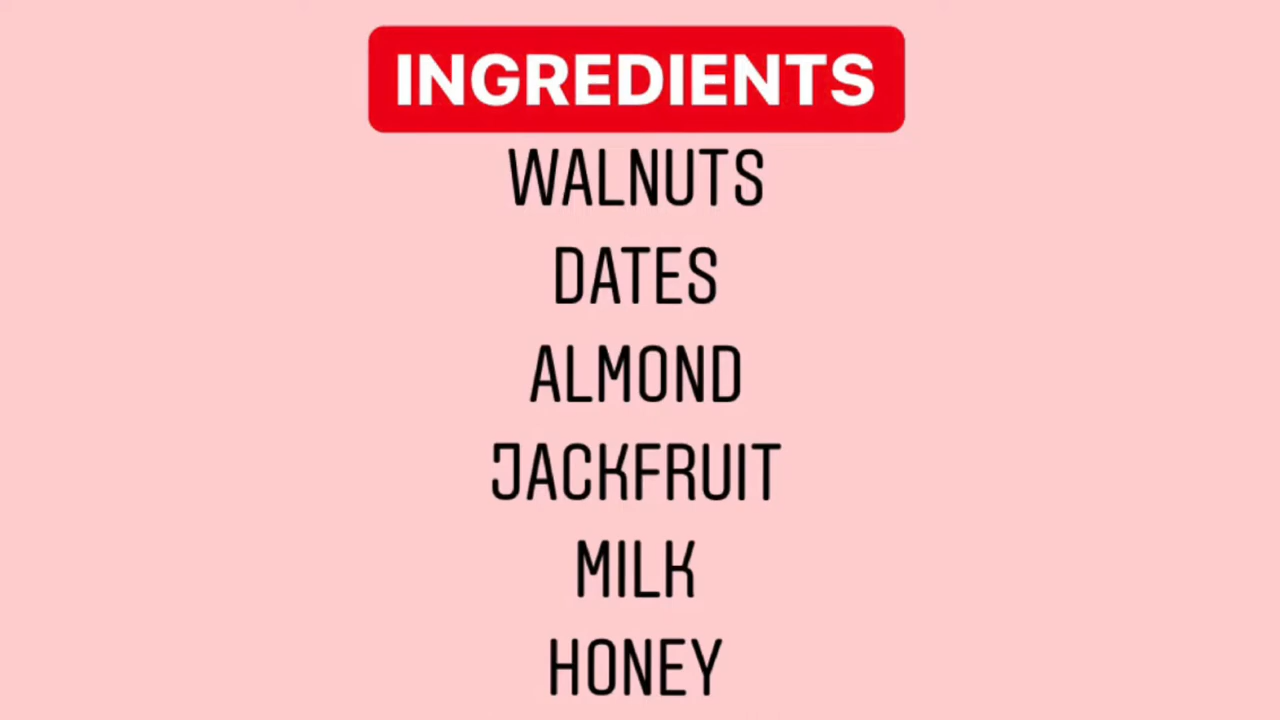 INGREDIENTS
WALNUTS
DATES
ALMOND
JACKFRUIT
MILK
HONEY